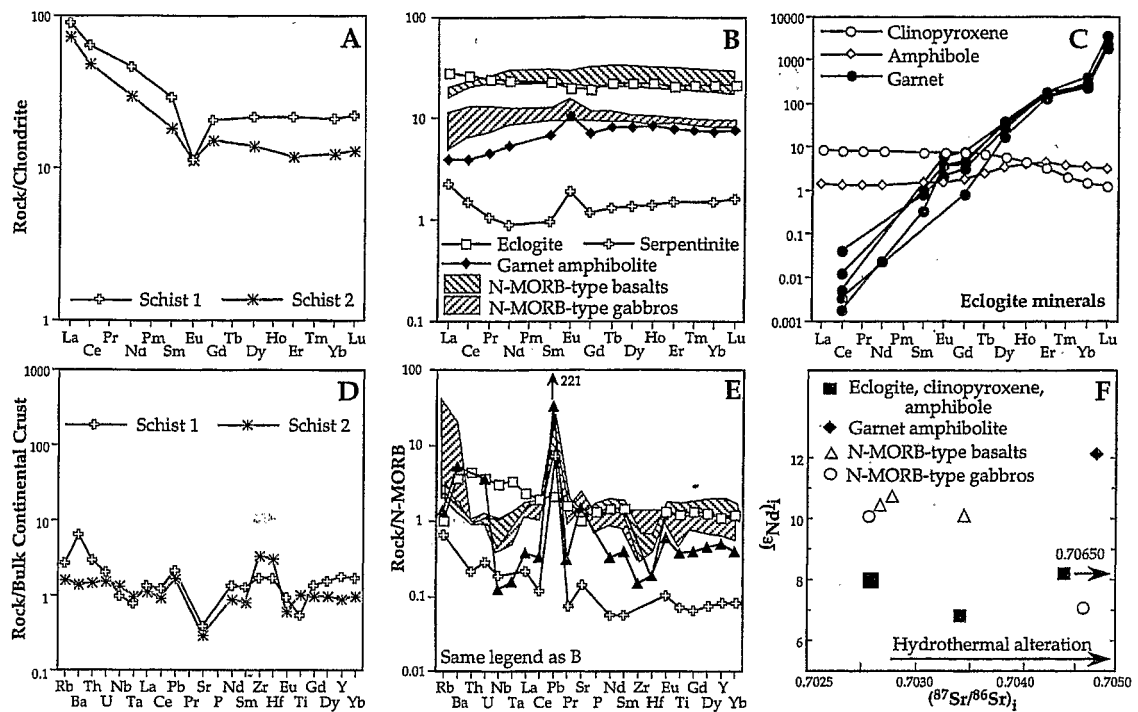 100
10
1
Rock/Chondrite
A
Schist 1
Schist 2
La Ce Pr Nd Pm Sm Eu Gd Tb Dy Ho Er Tm Yb Lu
100
10
1
0.1
B
Eclogite
Serpentinite
Garnet amphibolite
N-MORB-type basalts
N-MORB-type gabbros
La Ce Pr Nd Pm Sm Eu Gd Tb Dy Ho Er Tm Yb Lu
10000
1000
100
10
1
0.1
0.01
0.001
C
Clinopyroxene
Amphibole
Garnet
Eclogite minerals
La Ce Pr Nd Pm Sm Eu Gd Tb Dy Ho Er Tm Yb Lu
1000
100
10
1
0.1
Rock/Bulk Continental Crust
D
Schist 1
Schist 2
Rb Ba Th U Nb Ta La Ce Pb Pr Sr P Nd Sm Zr Hf Eu Ti Gd Dy Y Yb
100
10
1
0.1
0.01
Rock/N-MORB
E
221
Same legend as B
Rb Ba Th U Nb Ta La Ce Pb Pr Sr P Nd Sm Zr Hf Eu Ti Gd Dy Y Yb
12
10
8
6
(εNd)i
F
Eclogite, clinopyroxene,
amphibole
Garnet amphibolite
N-MORB-type basalts
N-MORB-type gabbros
0.70650
Hydrothermal alteration
0.7025 0.7030 0.7040 0.7050
(87Sr/86Sr)i